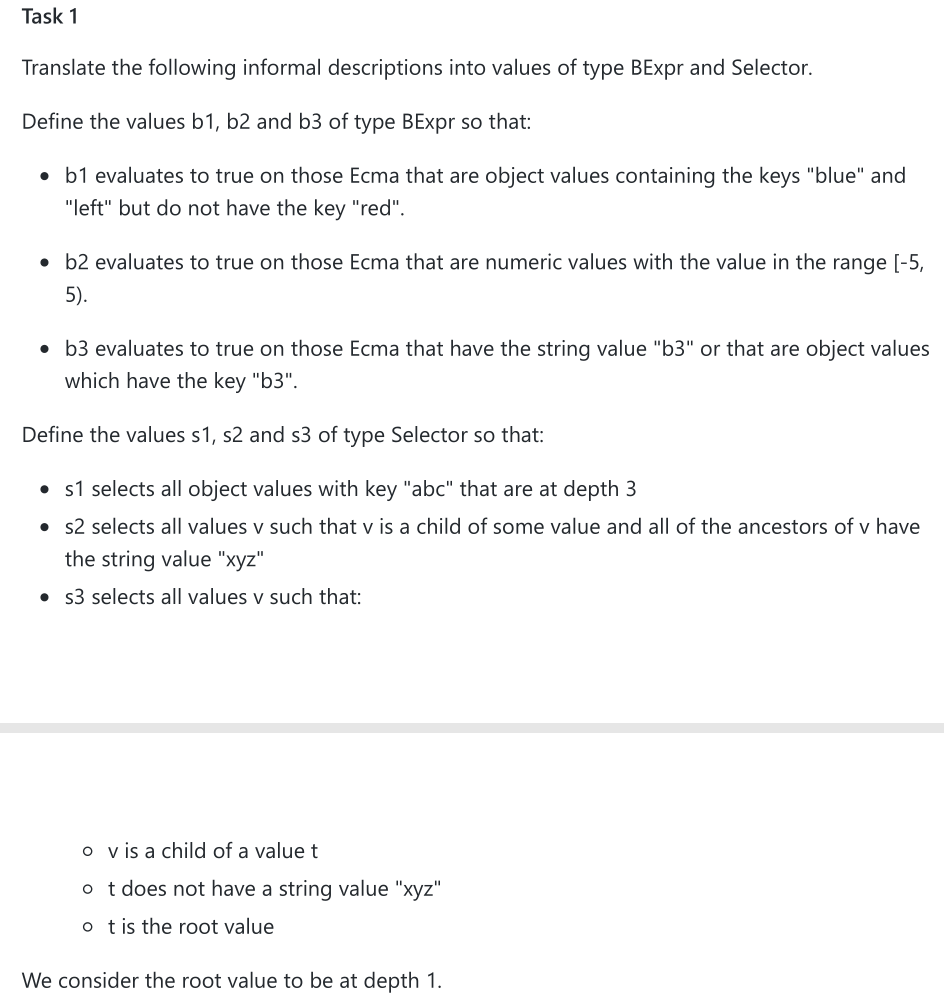 Task 1
Translate the following informal descriptions into values of type BExpr and Selector.
Define the values b1, b2 and b3 of type BExpr so that:
• b1 evaluates to true on those Ecma that are object values containing the keys "blue" and
"left" but do not have the key "red".
• b2 evaluates to true on those Ecma that are numeric values with the value in the range [-5,
5).
• b3 evaluates to true on those Ecma that have the string value "b3" or that are object values
which have the key "b3".
Define the values s1, s2 and s3 of type Selector so that:
• s1 selects all object values with key "abc" that are at depth 3
• s2 selects all values v such that v is a child of some value and all of the ancestors of v have
the string value "xyz"
• s3 selects all values v such that:
◦ v is a child of a value t
◦ t does not have a string value "xyz"
◦ t is the root value
We consider the root value to be at depth 1.